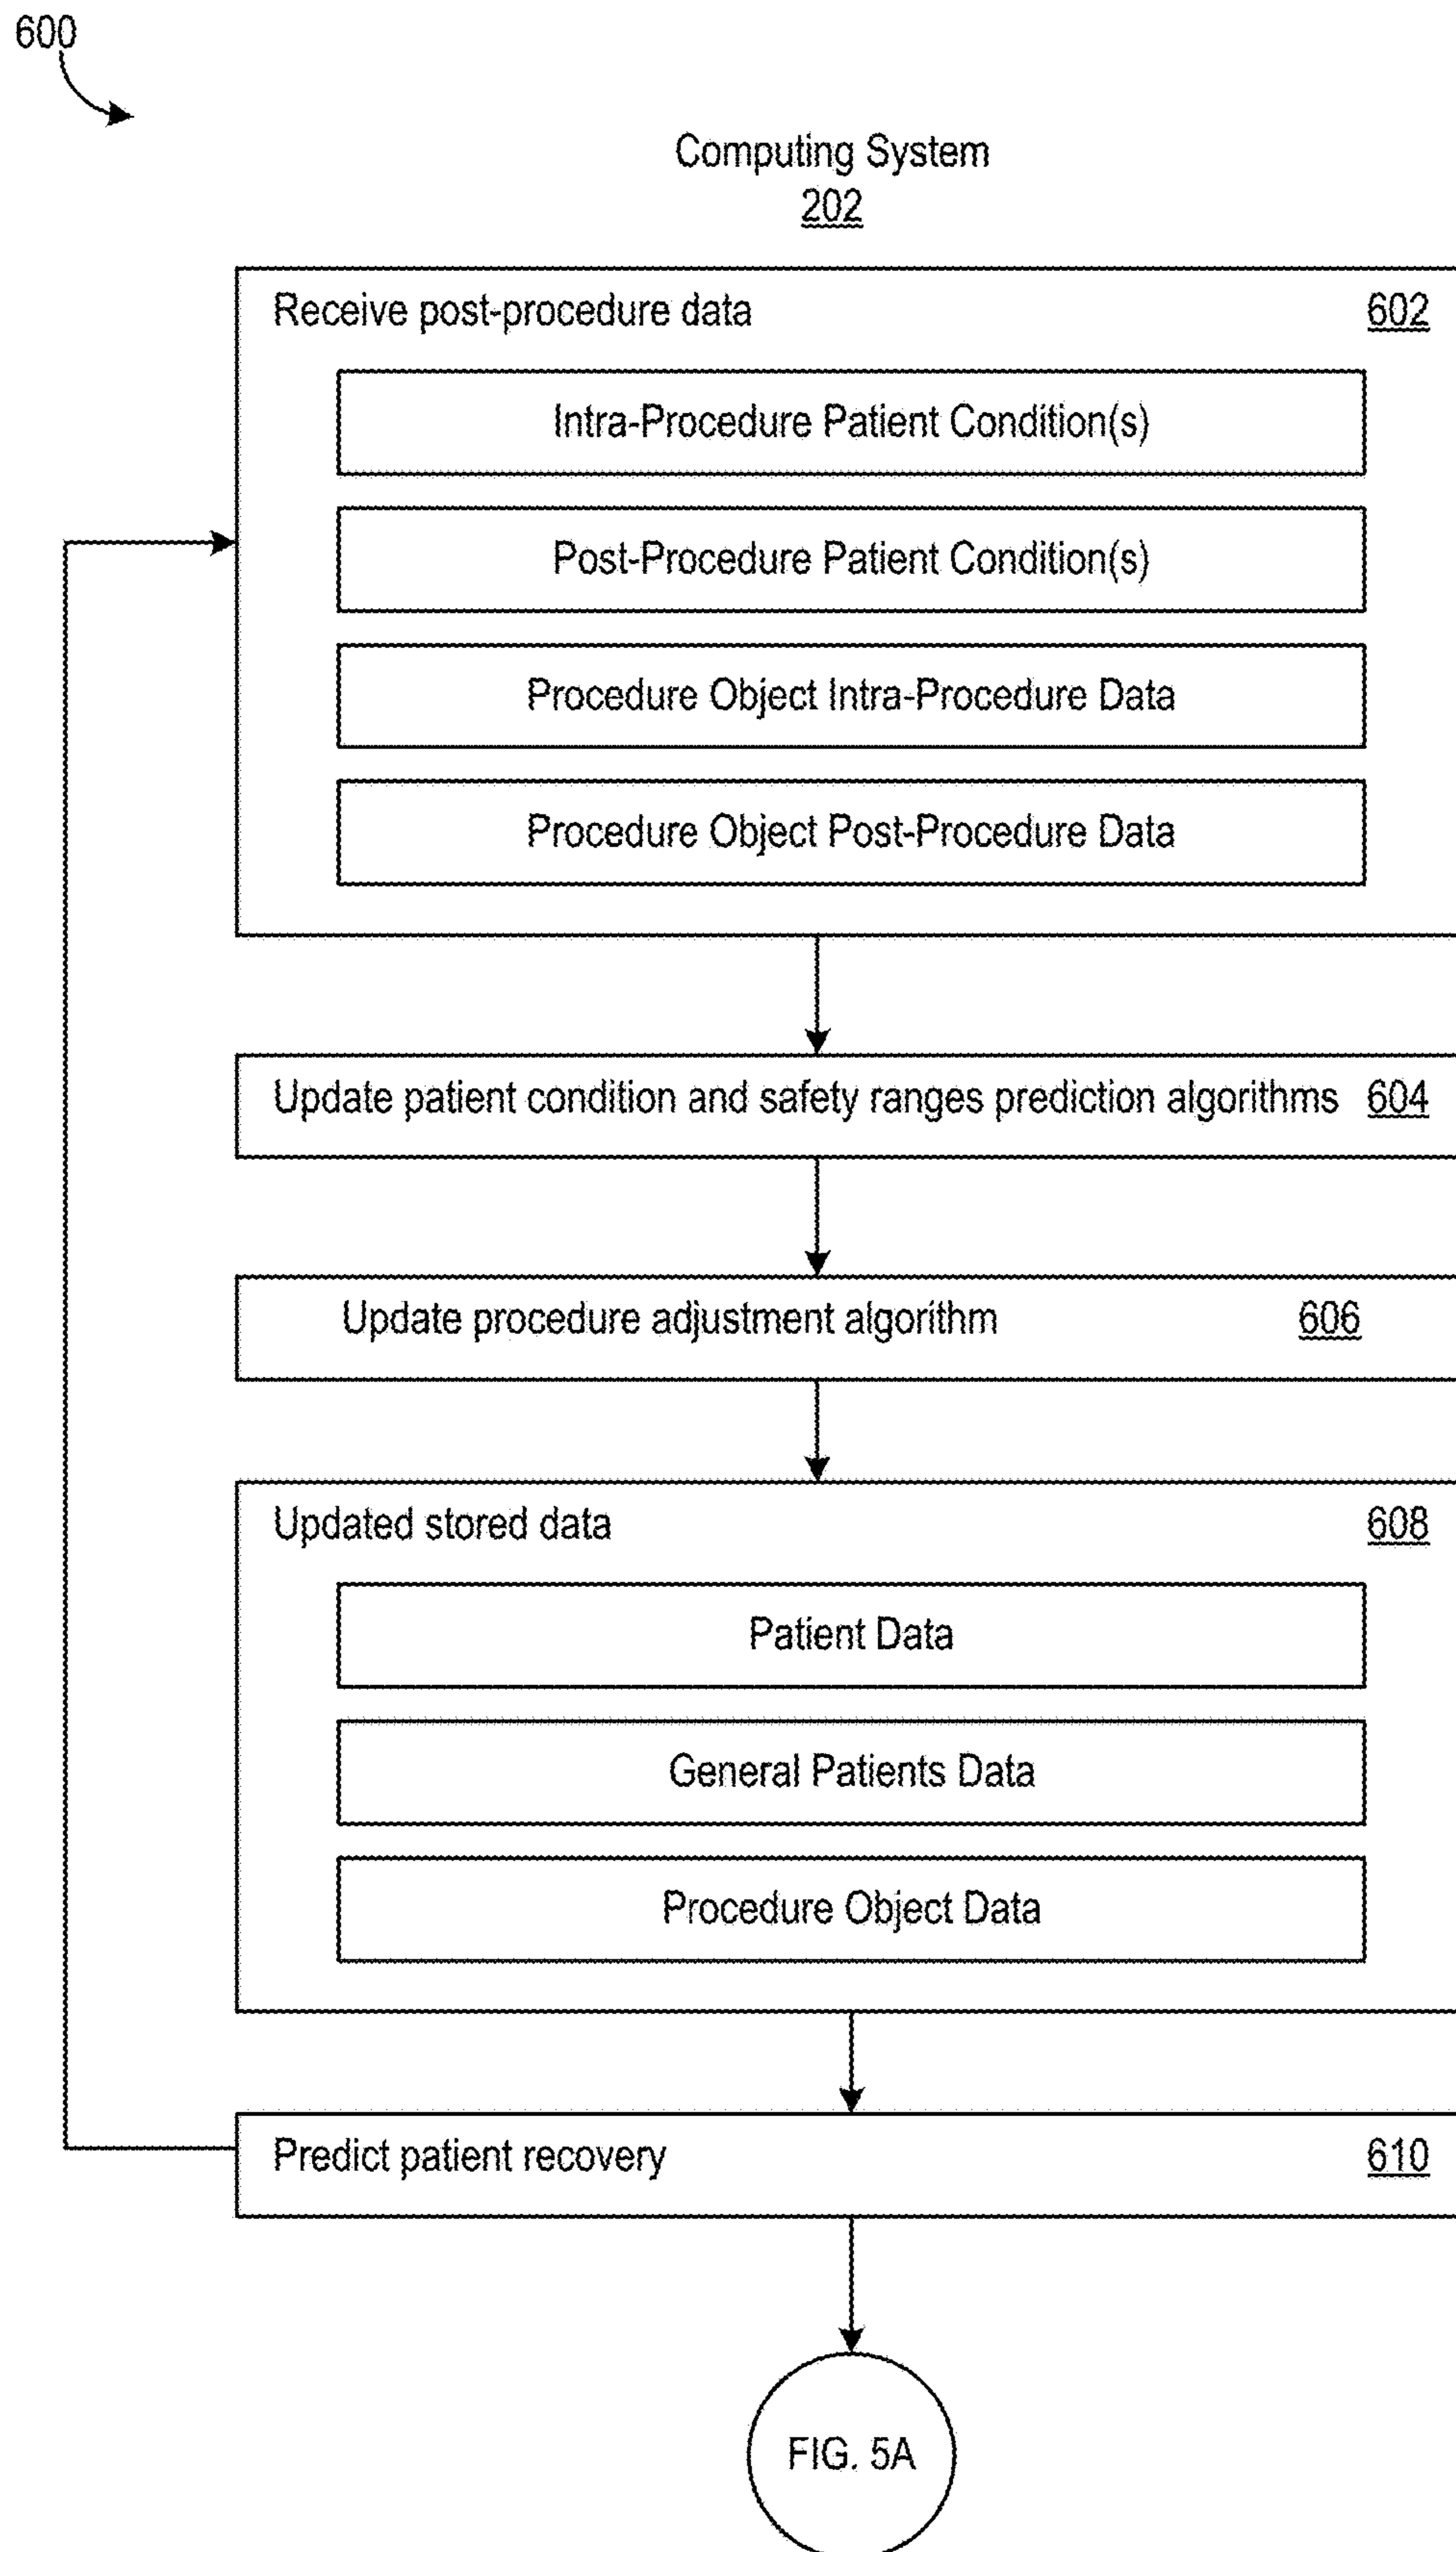 600
Computing System
202
Receive post-procedure data 602
Intra-Procedure Patient Condition(s)
Post-Procedure Patient Condition(s)
Procedure Object Intra-Procedure Data
Procedure Object Post-Procedure Data
Update patient condition and safety ranges prediction algorithms 604
Update procedure adjustment algorithm 606
Updated stored data 608
Patient Data
General Patients Data
Procedure Object Data
Predict patient recovery 610
FIG. 5A